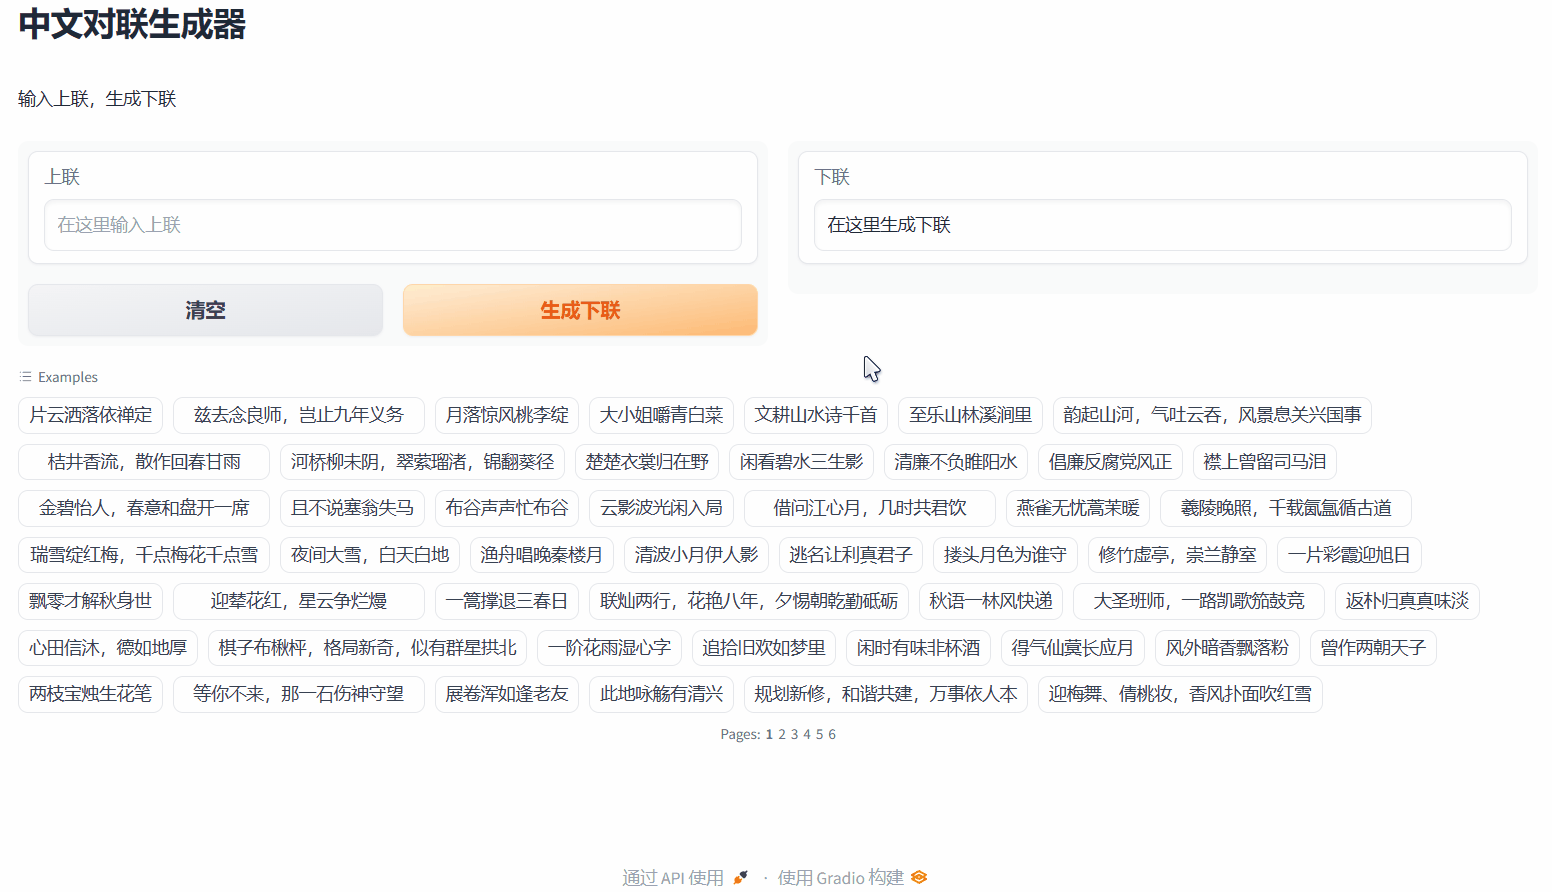 中文对联生成器
输入上联，生成下联
上联
在这里输入上联
下联
在这里生成下联
清空 生成下联
Examples
片云洒落依禅定 兹去念良师，岂止九年义务 月落惊风桃李绽 大小姐嚼青白菜 文耕山水诗千首 至乐山林溪涧里 韵起山河，气吐云吞，风景息关兴国事
桔井香流，散作回春甘雨 河桥柳未阴，翠萦瑠渚，锦翻葵径 楚楚衣裳归在野 闲看碧水三生影 清廉不负睢阳水 倡廉反腐党风正 襟上曾留司马泪
金碧怡人，春意和盘开一席 且不说塞翁失马 布谷声声忙布谷 云影波光闲入局 借问江心月，几时共君饮 燕雀无忧蒿茉暖 羲陵晚照，千载氤氲循古道
瑞雪绽红梅，千点梅花千点雪 夜间大雪，白天白地 渔舟唱晚秦楼月 清波小月伊人影 逃名让利真君子 搂头月色为谁守 修竹虚亭，崇兰静室 一片彩霞迎旭日
飘零才解秋身世 迎辇花红，星云争烂熳 一篙撑退三春日 联灿两行，花艳八年，夕惕朝乾勤砥砺 秋语一林风快递 大圣班师，一路凯歌笳鼓竞 返朴归真真味淡
心田信沐，德如地厚 棋子布楸枰，格局新奇，似有群星拱北 一阶花雨湿心字 追拾旧欢如梦里 闲时有味非杯酒 得气仙蓂长应月 风外暗香飘落粉 曾作两朝天子
两枝宝烛生花笔 等你不来，那一石伤神守望 展卷浑如逢老友 此地咏觞有清兴 规划新修，和谐共建，万事依人本 迎梅舞、倩桃妆，香风扑面吹红雪
Pages: 1 2 3 4 5 6
通过 API 使用 · 使用 Gradio 构建